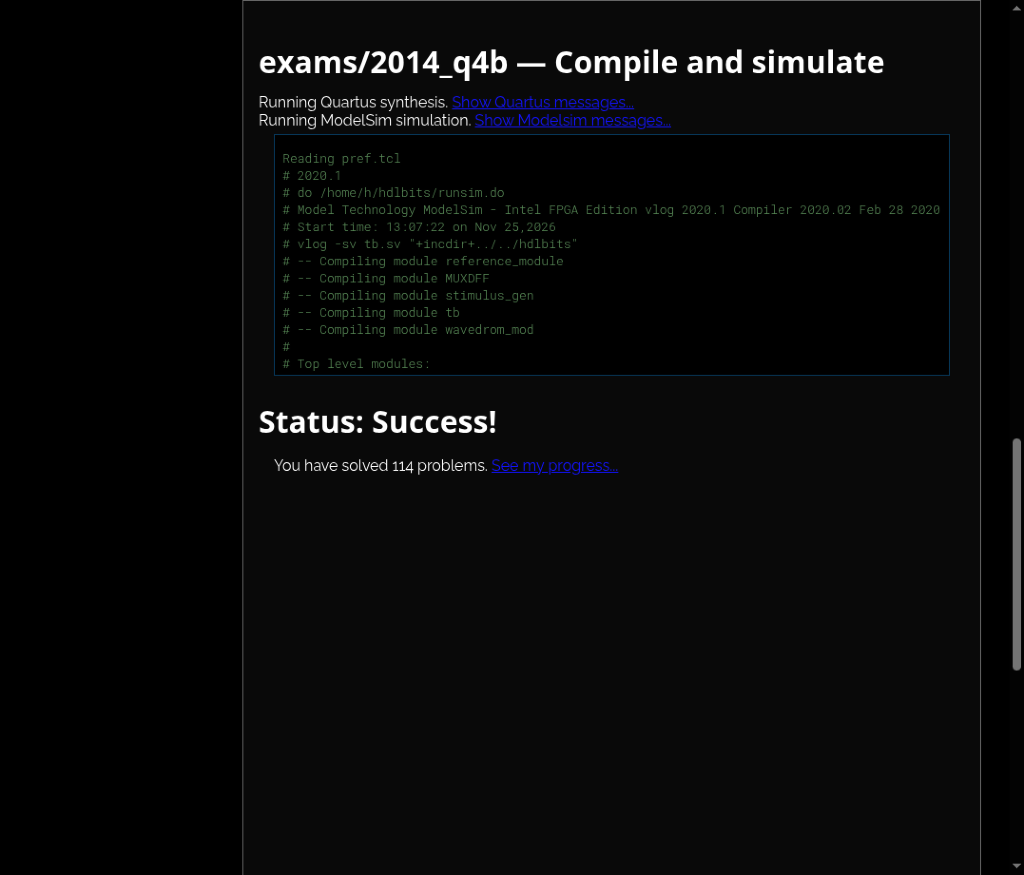 exams/2014_q4b — Compile and simulate
Running Quartus synthesis. Show Quartus messages...
Running ModelSim simulation. Show Modelsim messages...
Reading pref.tcl
# 2020.1
# do /home/h/hdlbits/runsim.do
# Model Technology ModelSim - Intel FPGA Edition vlog 2020.1 Compiler 2020.02 Feb 28 2020
# Start time: 13:07:22 on Nov 25,2026
# vlog -sv tb.sv "+incdir+../../hdlbits"
# -- Compiling module reference_module
# -- Compiling module MUXDFF
# -- Compiling module stimulus_gen
# -- Compiling module tb
# -- Compiling module wavedrom_mod
#
# Top level modules:
Status: Success!
You have solved 114 problems. See my progress...